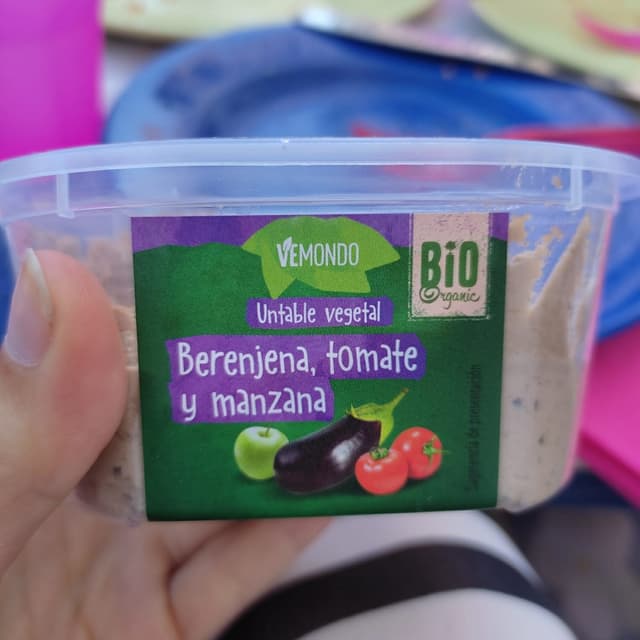 VEMONDO
BIO
Organic
Untable vegetal
Berenjena, tomate
y manzana
Sugerencia de presentación